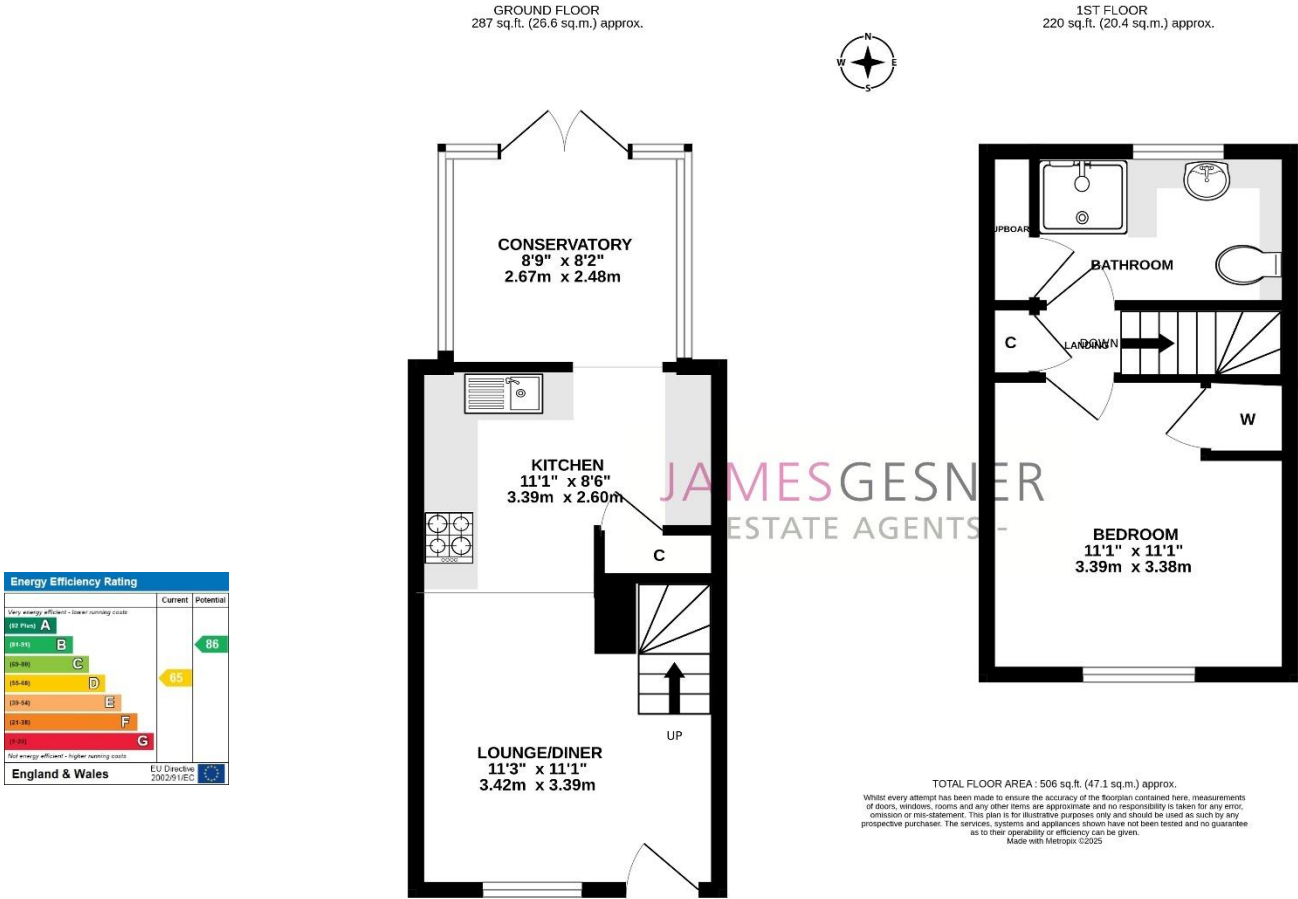 GROUND FLOOR
287 sq.ft. (26.6 sq.m.) approx.
1ST FLOOR
220 sq.ft. (20.4 sq.m.) approx.
N
W
E
S
CONSERVATORY
8'9" x 8'2"
2.67m x 2.48m
KITCHEN
11'1" x 8'6"
3.39m x 2.60m
C
UP
LOUNGE/DINER
11'3" x 11'1"
3.42m x 3.39m
UPBOAR
BATHROOM
C
LANDING
DOWN
W
BEDROOM
11'1" x 11'1"
3.39m x 3.38m
JAMESGESNER
ESTATE AGENTS -
Energy Efficiency Rating
Current
Potential
Very energy efficient - lower running costs
(92 Plus) A
(81-91) B
(69-80) C
(55-68) D
(39-54) E
(21-38) F
(1-20) G
65
86
Not energy efficient - higher running costs
England & Wales
EU Directive
2002/91/EC
TOTAL FLOOR AREA : 506 sq.ft. (47.1 sq.m.) approx.
Whilst every attempt has been made to ensure the accuracy of the floorplan contained here, measurements
of doors, windows, rooms and any other items are approximate and no responsibility is taken for any error,
omission or mis-statement. This plan is for illustrative purposes only and should be used as such by any
prospective purchaser. The services, systems and appliances shown have not been tested and no guarantee
as to their operability or efficiency can be given.
Made with Metropix ©2025